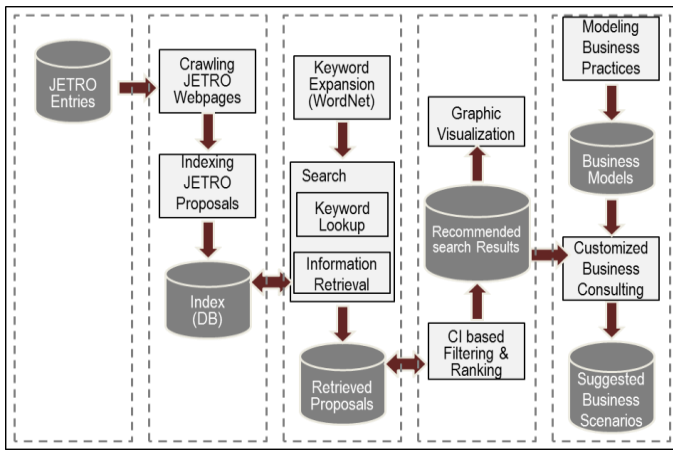 JETRO
Entries
Crawling
JETRO
Webpages
Indexing
JETRO
Proposals
Index
(DB)
Keyword
Expansion
(WordNet)
Search
Keyword
Lookup
Information
Retrieval
Retrieved
Proposals
Graphic
Visualization
Recommended
search Results
CI based
Filtering &
Ranking
Modeling
Business
Practices
Business
Models
Customized
Business
Consulting
Suggested
Business
Scenarios